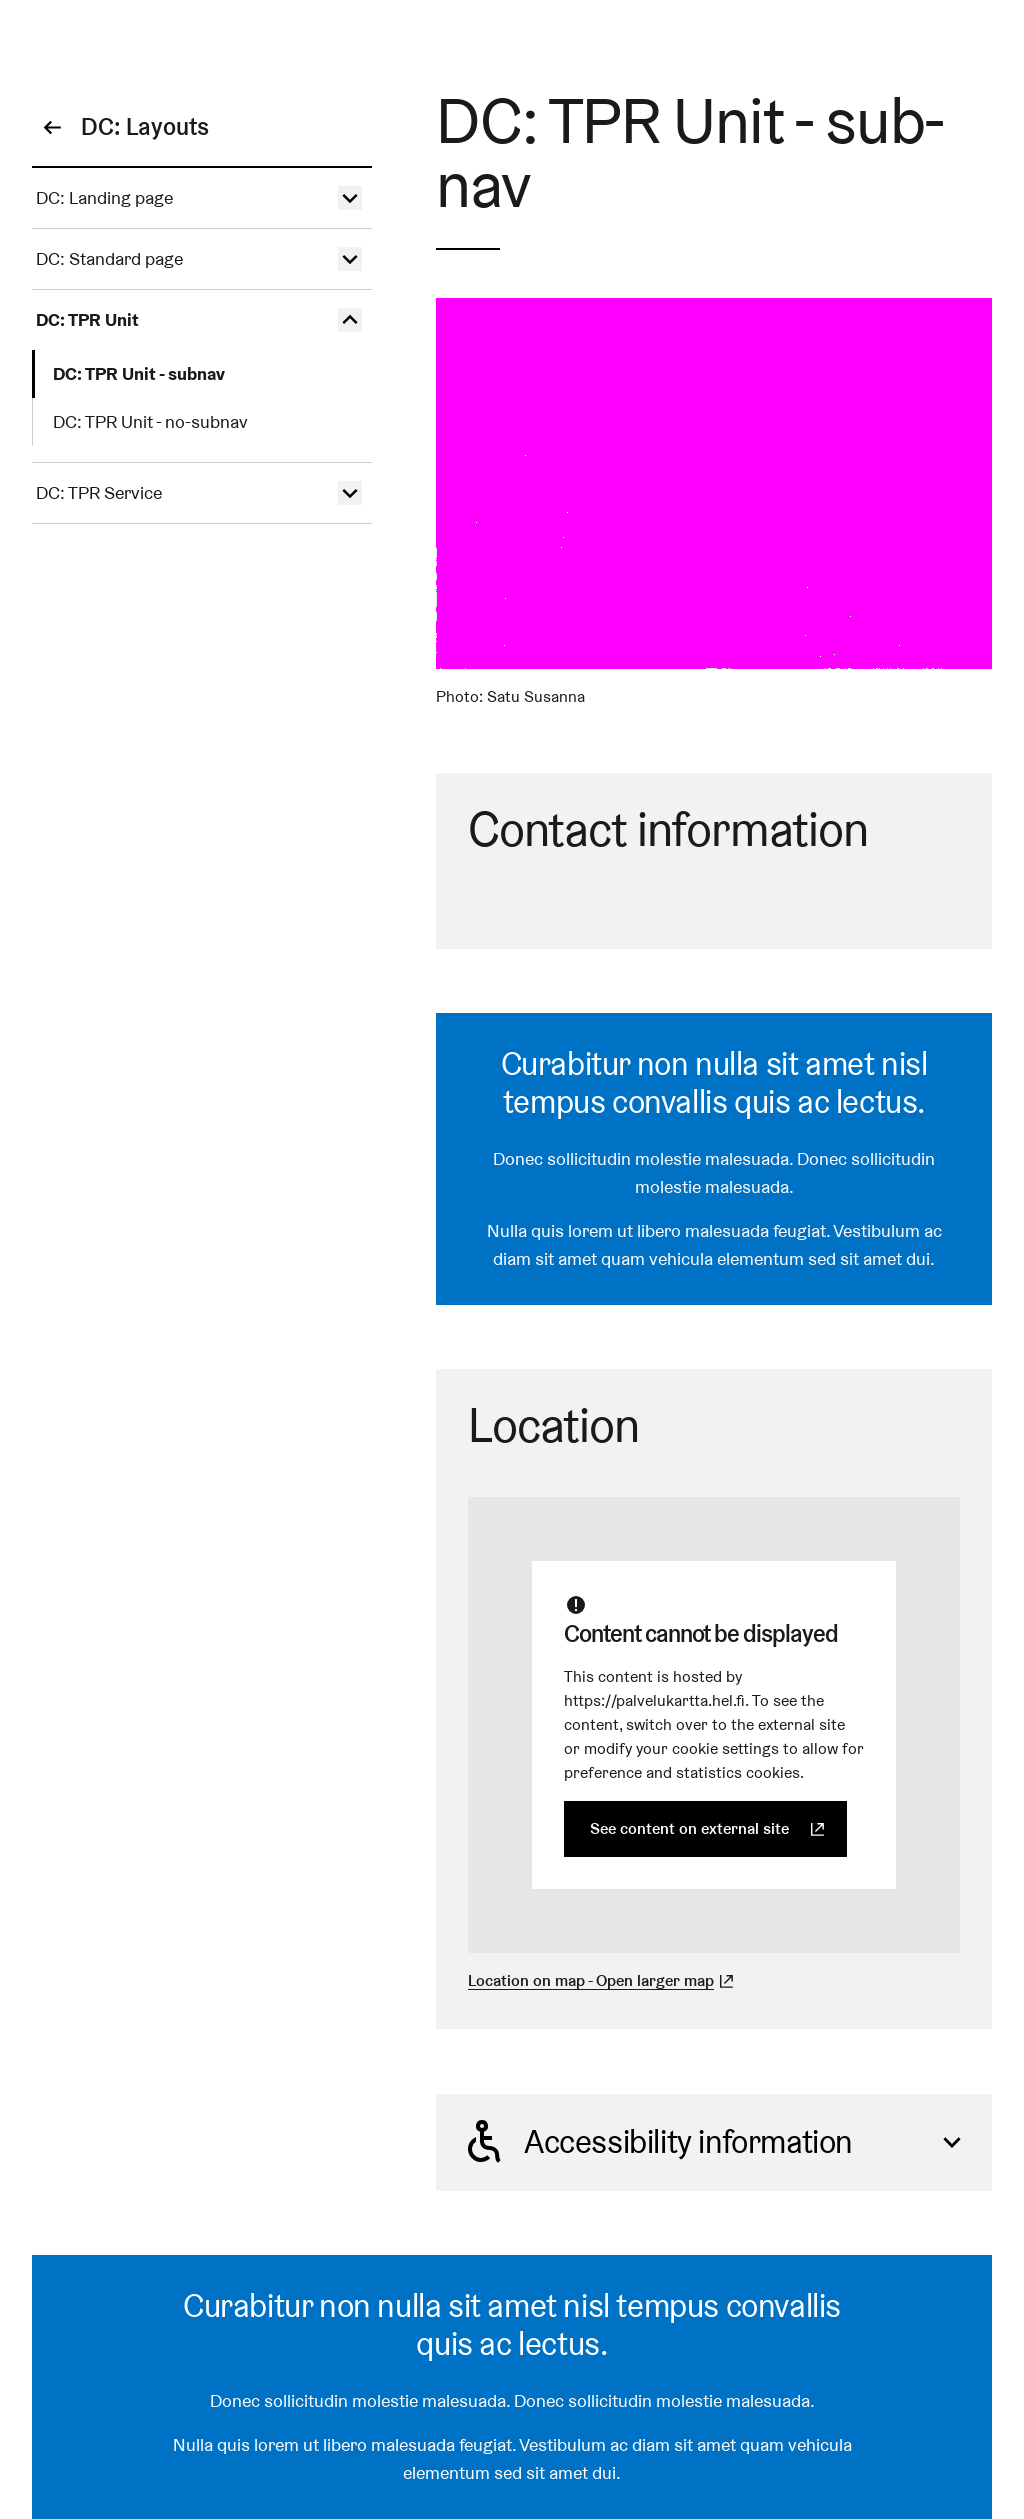 DC: Layouts
DC: Landing page
DC: Standard page
DC: TPR Unit
DC: TPR Unit - subnav
DC: TPR Unit - no-subnav
DC: TPR Service
DC: TPR Unit - sub-
nav
Photo: Satu Susanna
Contact information
Curabitur non nulla sit amet nisl
tempus convallis quis ac lectus.
Donec sollicitudin molestie malesuada. Donec sollicitudin
molestie malesuada.
Nulla quis lorem ut libero malesuada feugiat. Vestibulum ac
diam sit amet quam vehicula elementum sed sit amet dui.
Location
Content cannot be displayed
This content is hosted by
https://palvelukartta.hel.fi. To see the
content, switch over to the external site
or modify your cookie settings to allow for
preference and statistics cookies.
See content on external site
Location on map - Open larger map
Accessibility information
Curabitur non nulla sit amet nisl tempus convallis
quis ac lectus.
Donec sollicitudin molestie malesuada. Donec sollicitudin molestie malesuada.
Nulla quis lorem ut libero malesuada feugiat. Vestibulum ac diam sit amet quam vehicula
elementum sed sit amet dui.